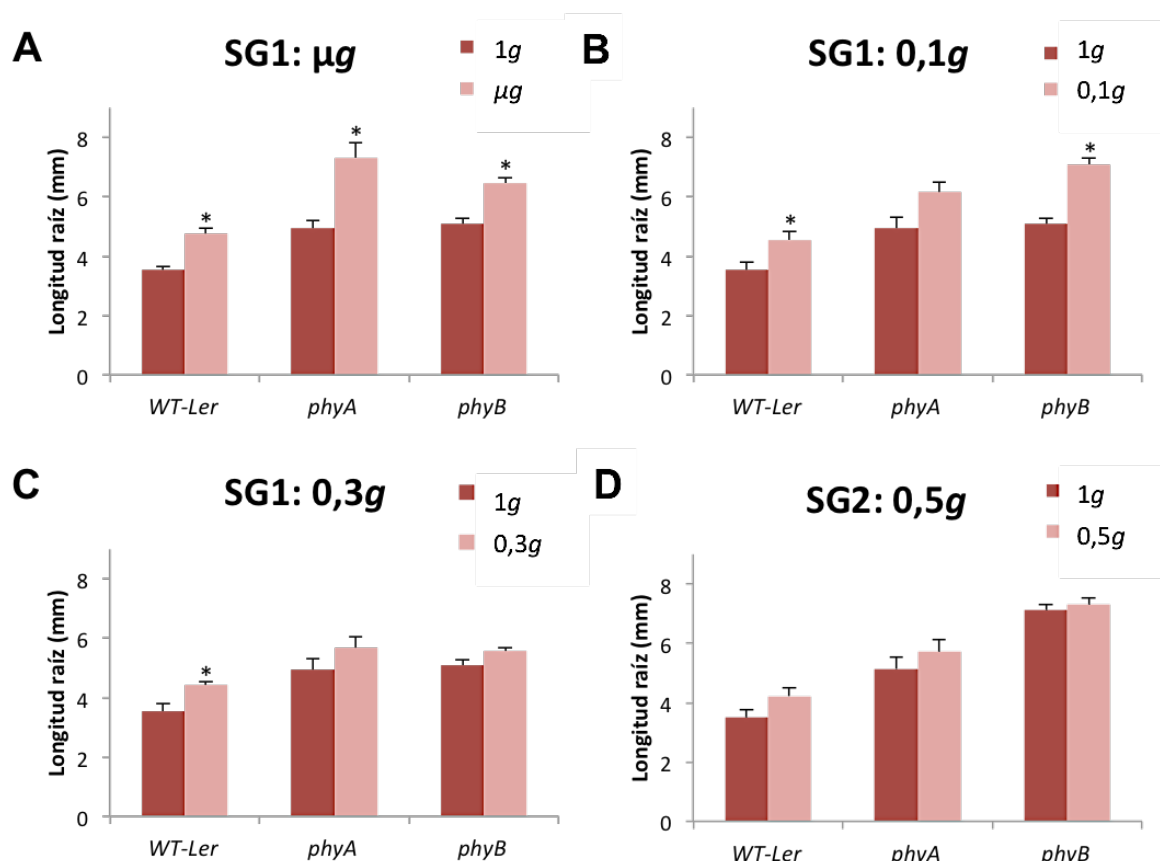 A
SG1: µg
1g
µg
Longitud raíz (mm)
8
6
4
2
0
*
*
*
WT-Ler
phyA
phyB
B
SG1: 0,1g
1g
0,1g
Longitud raíz (mm)
8
6
4
2
0
*
*
WT-Ler
phyA
phyB
C
SG1: 0,3g
1g
0,3g
Longitud raíz (mm)
8
6
4
2
0
*
WT-Ler
phyA
phyB
D
SG2: 0,5g
1g
0,5g
Longitud raíz (mm)
8
6
4
2
0
WT-Ler
phyA
phyB